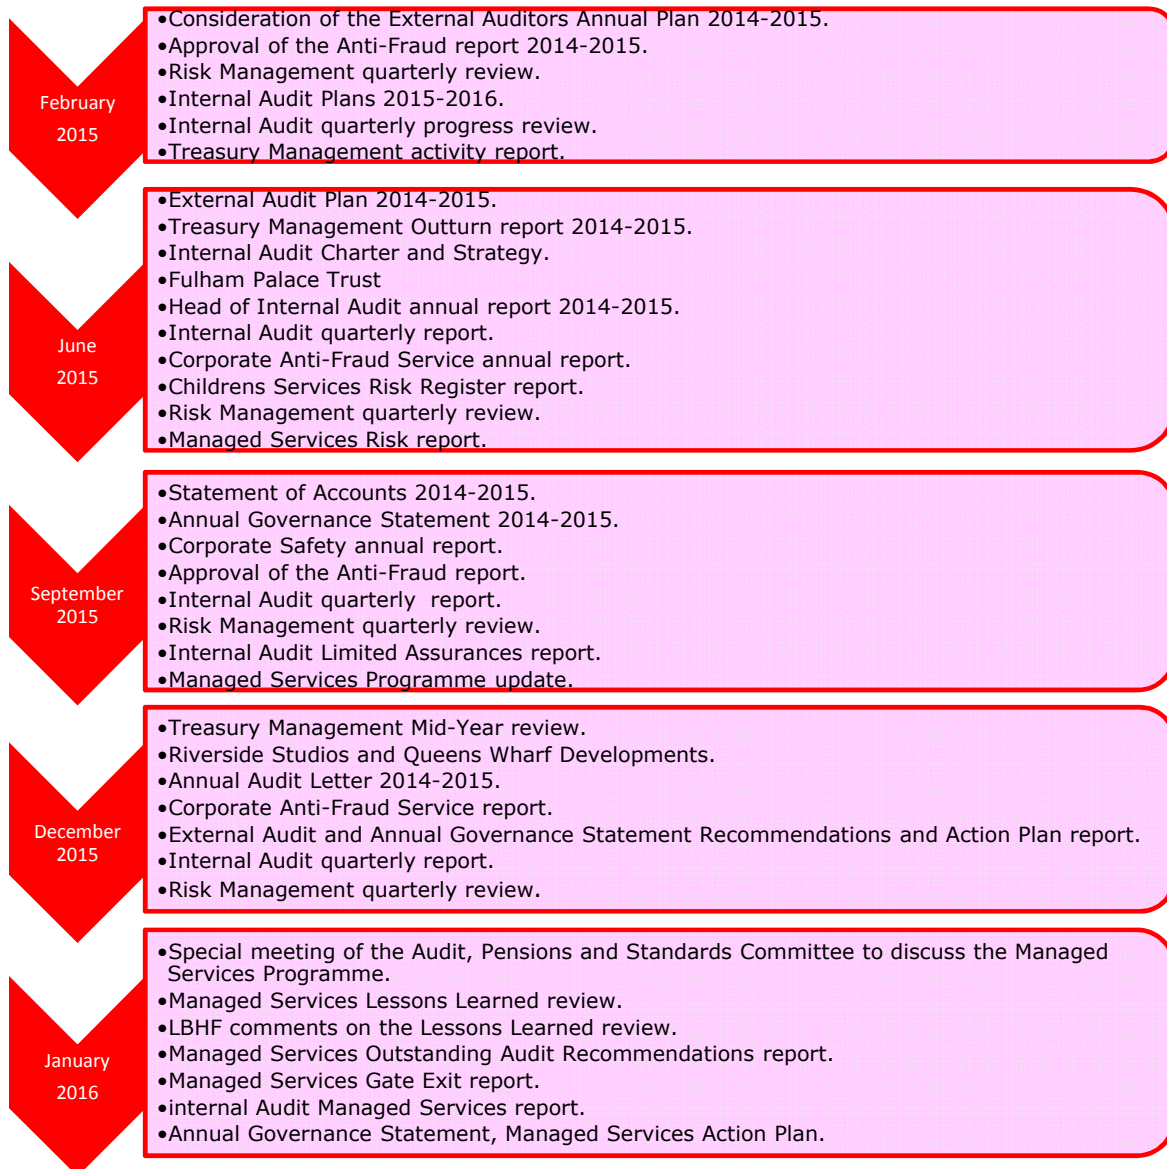 February
2015
•Consideration of the External Auditors Annual Plan 2014-2015.
•Approval of the Anti-Fraud report 2014-2015.
•Risk Management quarterly review.
•Internal Audit Plans 2015-2016.
•Internal Audit quarterly progress review.
•Treasury Management activity report.
June
2015
•External Audit Plan 2014-2015.
•Treasury Management Outturn report 2014-2015.
•Internal Audit Charter and Strategy.
•Fulham Palace Trust
•Head of Internal Audit annual report 2014-2015.
•Internal Audit quarterly report.
•Corporate Anti-Fraud Service annual report.
•Childrens Services Risk Register report.
•Risk Management quarterly review.
•Managed Services Risk report.
September
2015
•Statement of Accounts 2014-2015.
•Annual Governance Statement 2014-2015.
•Corporate Safety annual report.
•Approval of the Anti-Fraud report.
•Internal Audit quarterly  report.
•Risk Management quarterly review.
•Internal Audit Limited Assurances report.
•Managed Services Programme update.
December
2015
•Treasury Management Mid-Year review.
•Riverside Studios and Queens Wharf Developments.
•Annual Audit Letter 2014-2015.
•Corporate Anti-Fraud Service report.
•External Audit and Annual Governance Statement Recommendations and Action Plan report.
•Internal Audit quarterly report.
•Risk Management quarterly review.
January
2016
•Special meeting of the Audit, Pensions and Standards Committee to discuss the Managed
Services Programme.
•Managed Services Lessons Learned review.
•LBHF comments on the Lessons Learned review.
•Managed Services Outstanding Audit Recommendations report.
•Managed Services Gate Exit report.
•internal Audit Managed Services report.
•Annual Governance Statement, Managed Services Action Plan.